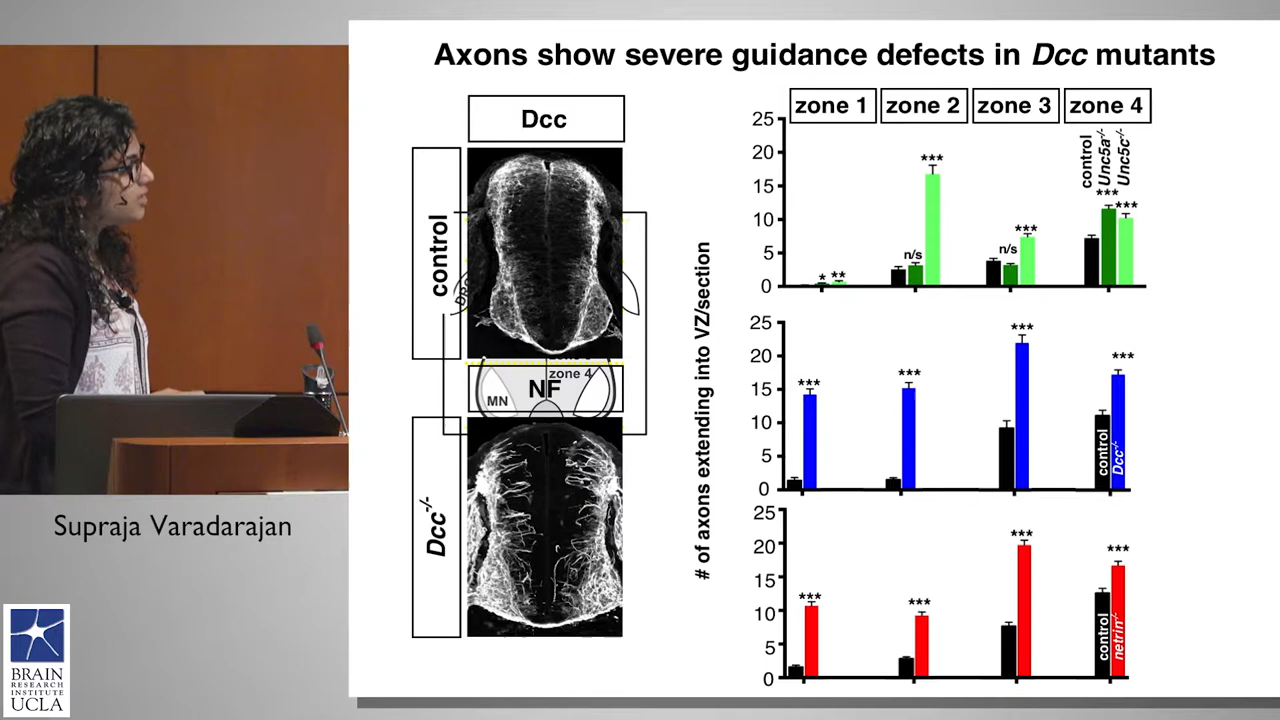 Axons show severe guidance defects in Dcc mutants
Dcc
control
zone 4
NF
MN
Dcc-/-
# of axons extending into VZ/section
zone 1
zone 2
zone 3
zone 4
25
20
15
10
5
0
* **
n/s ***
n/s ***
*** ***
control
Unc5a-/-
Unc5c-/-
25
20
15
10
5
0
***
***
***
***
control
Dcc-/-
25
20
15
10
5
0
***
***
***
***
control
netrin-/-
Supraja Varadarajan
BRAIN
RESEARCH
INSTITUTE
UCLA